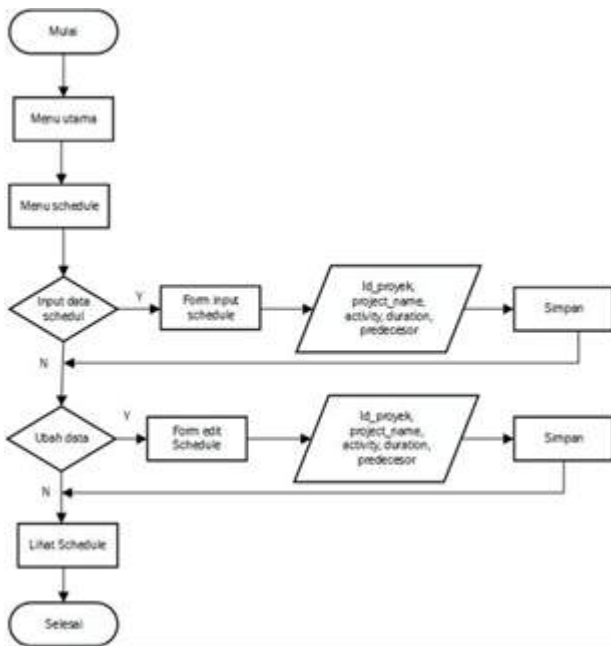 Mulai
Menu utama
Menu schedule
Input data
schedul
Y
Form input
schedule
Id_proyek,
project_name,
activity, duration,
predecesor
Simpan
N
Ubah data
Y
Form edit
Schedule
Id_proyek,
project_name,
activity, duration,
predecesor
Simpan
N
Lihat Schedule
Selesai